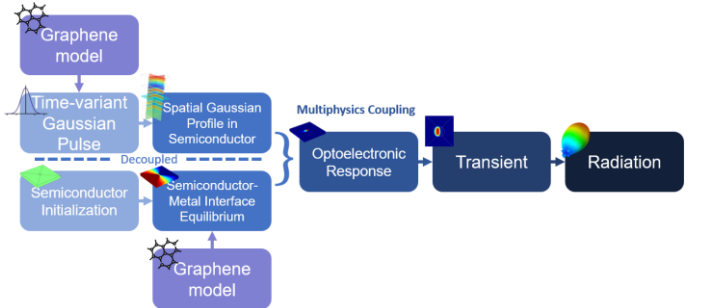 Graphene
model
Time-variant
Gaussian
Pulse
Spatial Gaussian
Profile in
Semiconductor
Decoupled
Semiconductor
Initialization
Semiconductor-
Metal Interface
Equilibrium
Graphene
model
Multiphysics Coupling
Optoelectronic
Response
Transient
Radiation